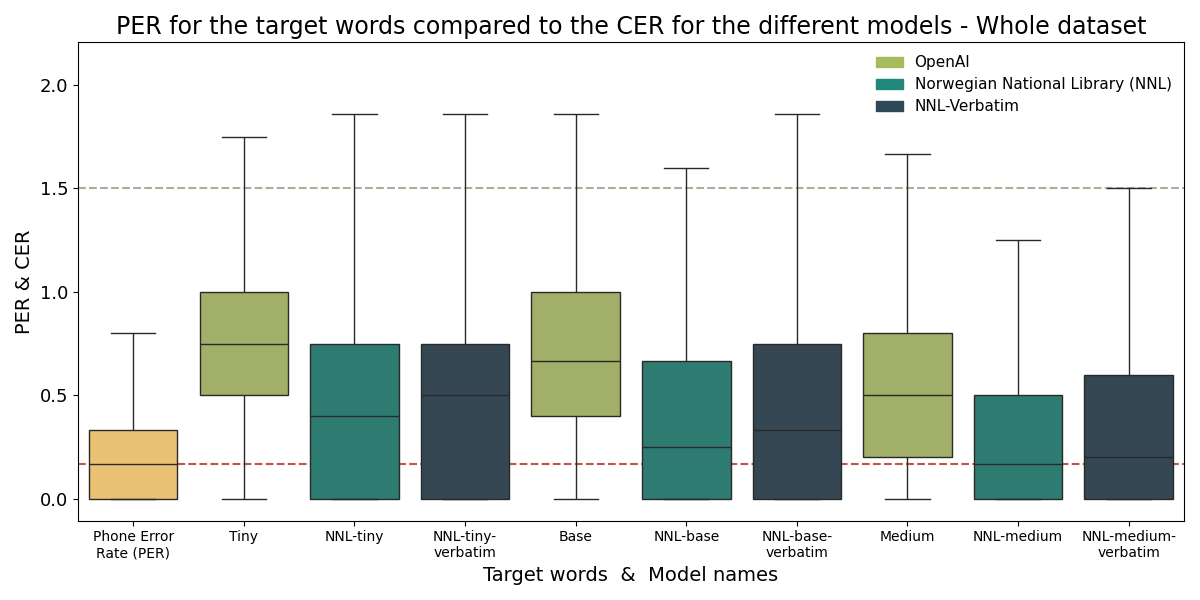 PER for the target words compared to the CER for the different models - Whole dataset
OpenAI
Norwegian National Library (NNL)
NNL-Verbatim
PER & CER
2.0
1.5
1.0
0.5
0.0
Phone Error
Rate (PER)
Tiny
NNL-tiny
NNL-tiny-
verbatim
Base
NNL-base
NNL-base-
verbatim
Medium
NNL-medium
NNL-medium-
verbatim
Target words & Model names